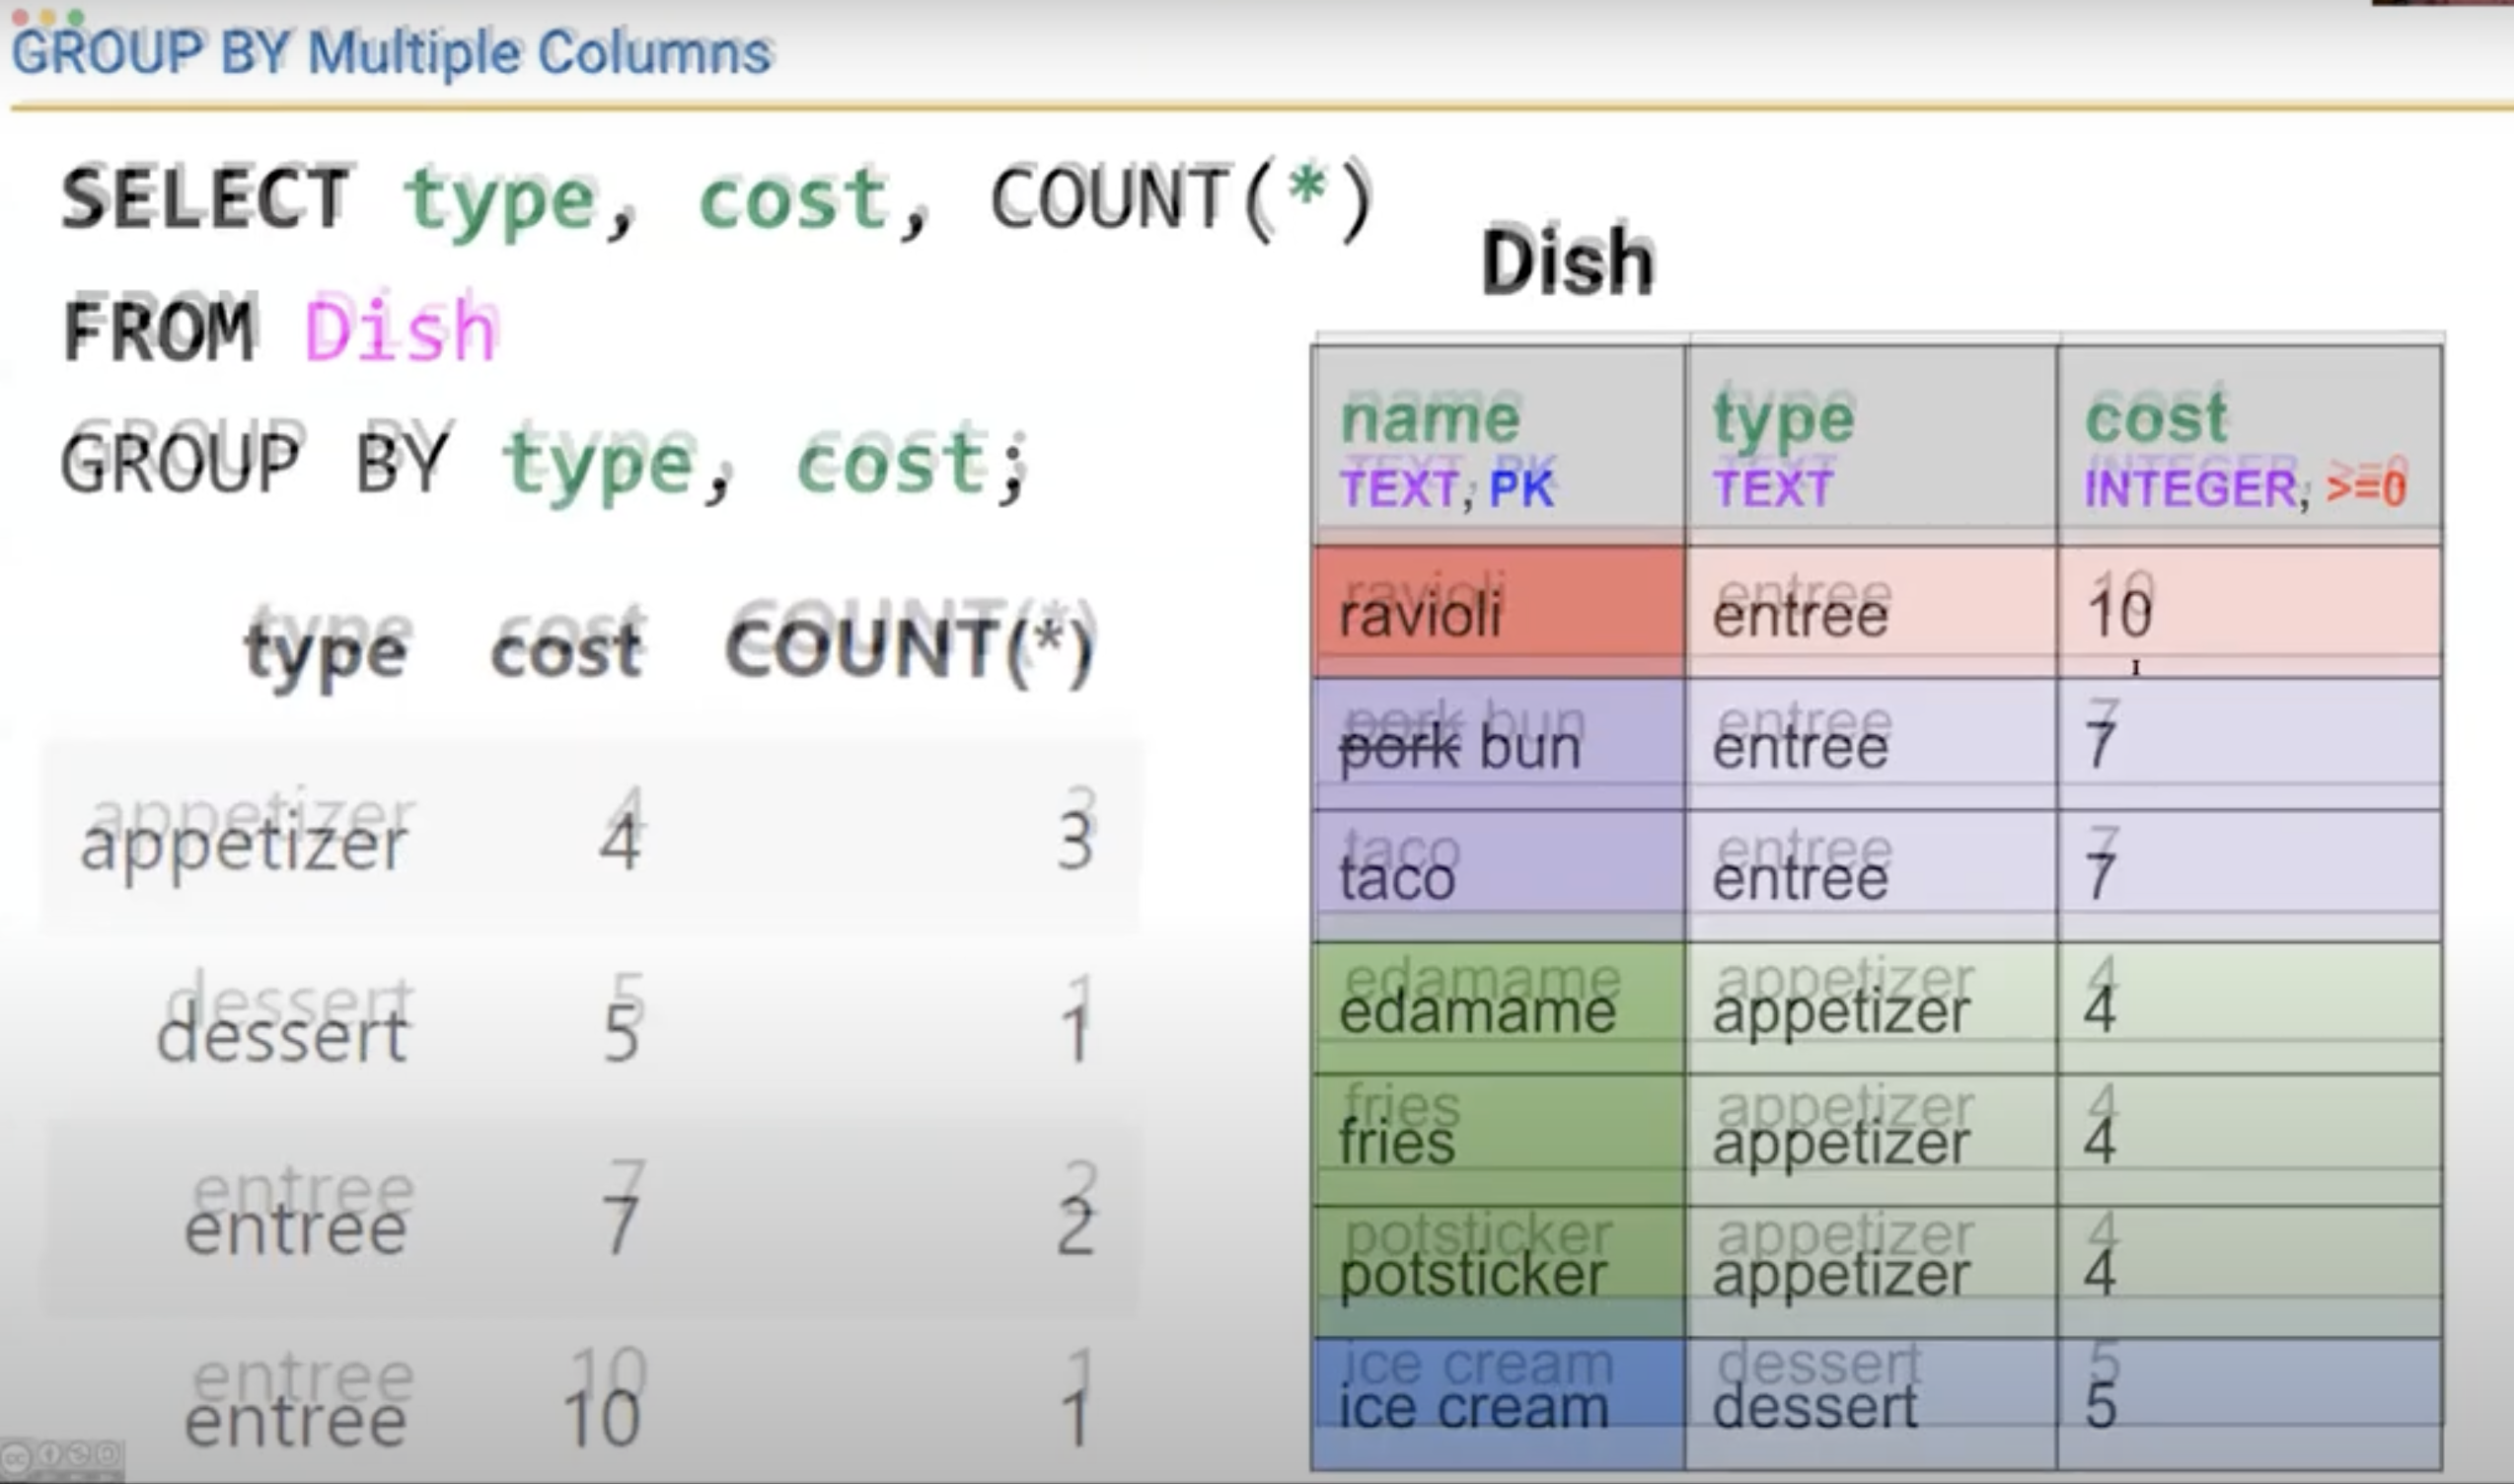 GROUP BY Multiple Columns
SELECT type, cost, COUNT(*)
FROM Dish
GROUP BY type, cost;
type cost COUNT(*)
appetizer 4 3
dessert 5 1
entree 7 2
entree 10 1
Dish
name type cost
TEXT, PK TEXT INTEGER, >=0
ravioli entree 10
pork bun entree 7
taco entree 7
edamame appetizer 4
fries appetizer 4
potsticker appetizer 4
ice cream dessert 5